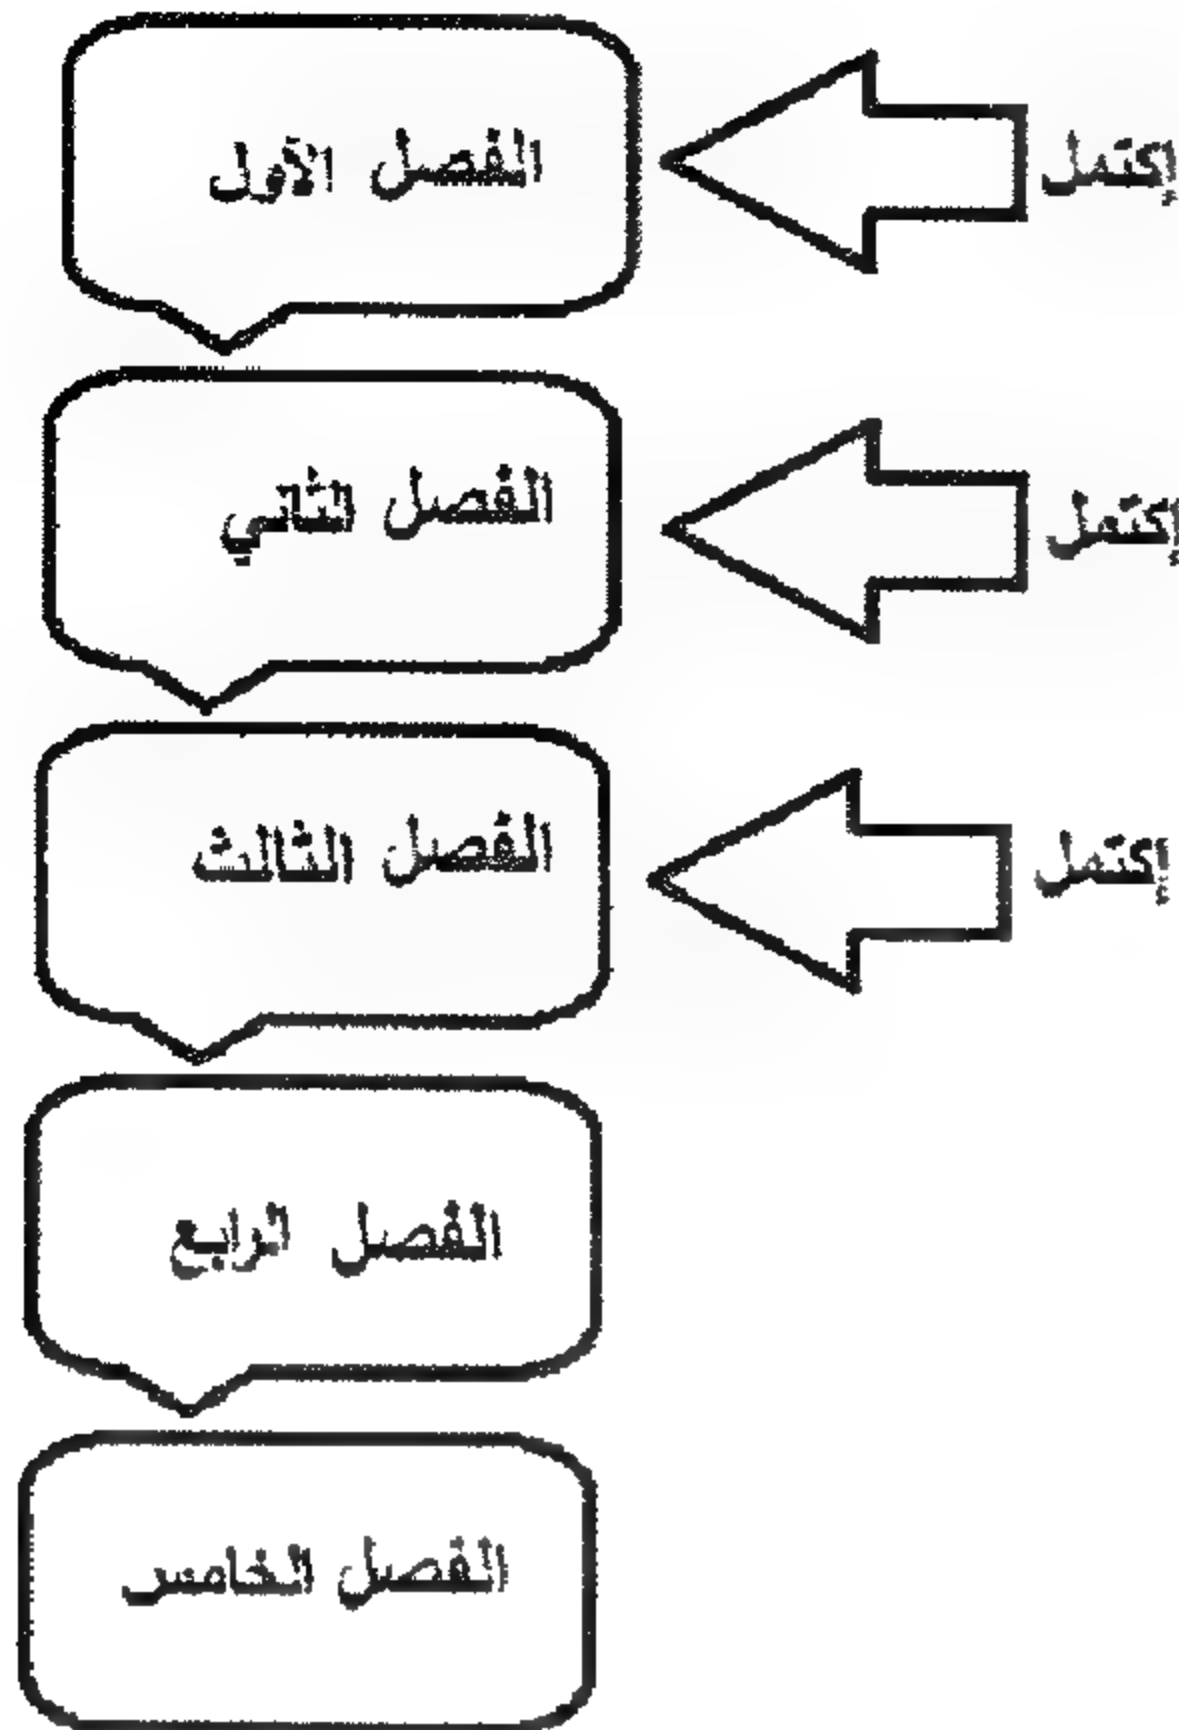 إكتمل
الفصل الأول
إكتمل
الفصل الثاني
إكتمل
الفصل الثالث
الفصل الرابع
الفصل الخامس